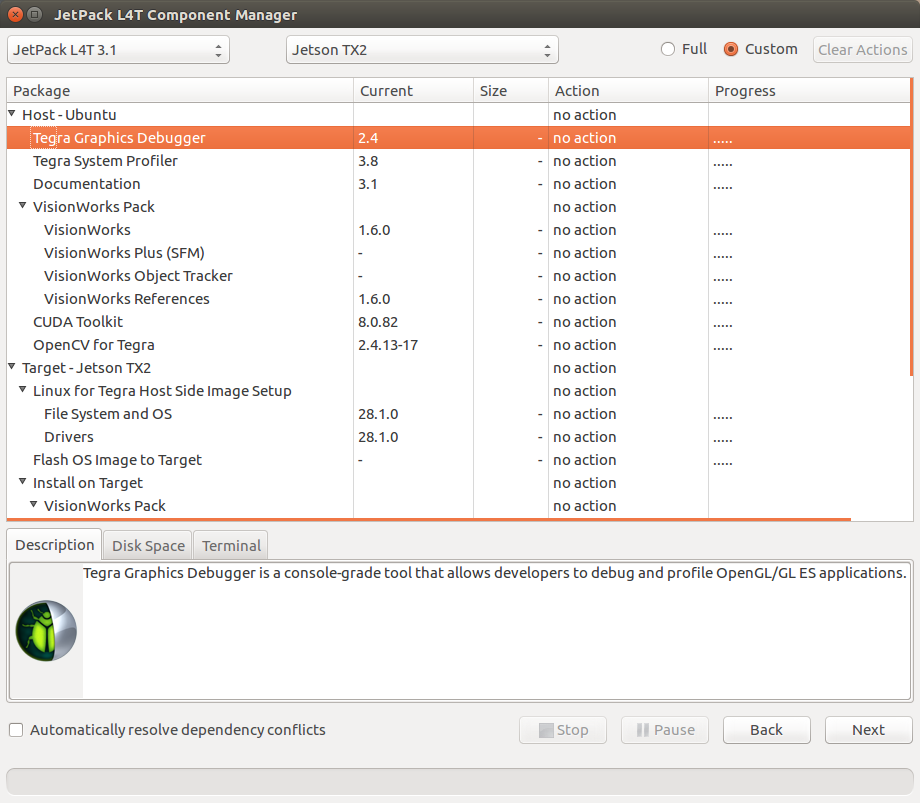 JetPack L4T Component Manager
JetPack L4T 3.1 Jetson TX2 Full Custom Clear Actions
Package Current Size Action Progress
Host - Ubuntu no action
Tegra Graphics Debugger 2.4 - no action .....
Tegra System Profiler 3.8 - no action .....
Documentation 3.1 - no action .....
VisionWorks Pack no action
VisionWorks 1.6.0 - no action .....
VisionWorks Plus (SFM) - - no action .....
VisionWorks Object Tracker - - no action .....
VisionWorks References 1.6.0 - no action .....
CUDA Toolkit 8.0.82 - no action .....
OpenCV for Tegra 2.4.13-17 - no action .....
Target - Jetson TX2 no action
Linux for Tegra Host Side Image Setup no action
File System and OS 28.1.0 - no action .....
Drivers 28.1.0 - no action .....
Flash OS Image to Target - - no action .....
Install on Target no action
VisionWorks Pack no action
Description Disk Space Terminal
Tegra Graphics Debugger is a console-grade tool that allows developers to debug and profile OpenGL/GL ES applications.
Automatically resolve dependency conflicts Stop Pause Back Next